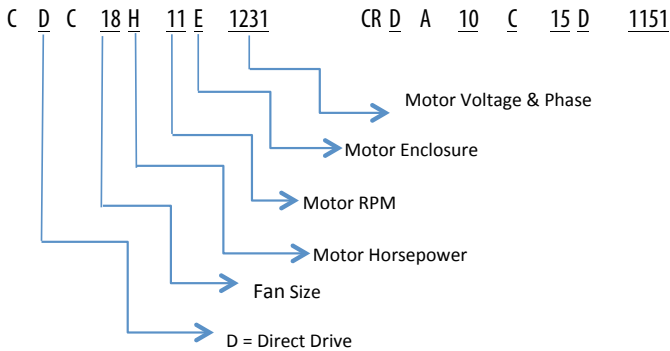 C D C 18 H 11 E 1231 CR D A 10 C 15 D 1151
Motor Voltage & Phase
Motor Enclosure
Motor RPM
Motor Horsepower
Fan Size
D = Direct Drive